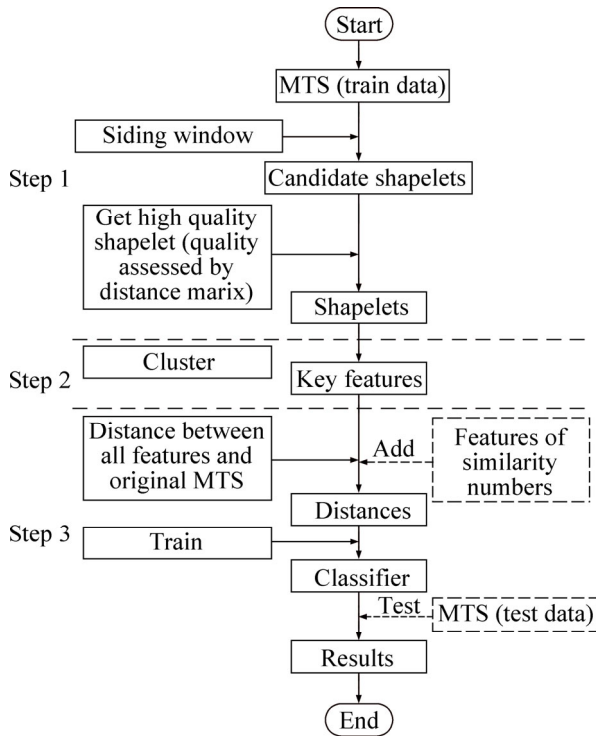 Start
MTS (train data)
Siding window
Step 1
Candidate shapelets
Get high quality
shapelet (quality
assessed by
distance marix)
Shapelets
Cluster
Step 2
Key features
Distance between
all features and
original MTS
Add
Features of
similarity
numbers
Distances
Step 3
Train
Classifier
Test
MTS (test data)
Results
End